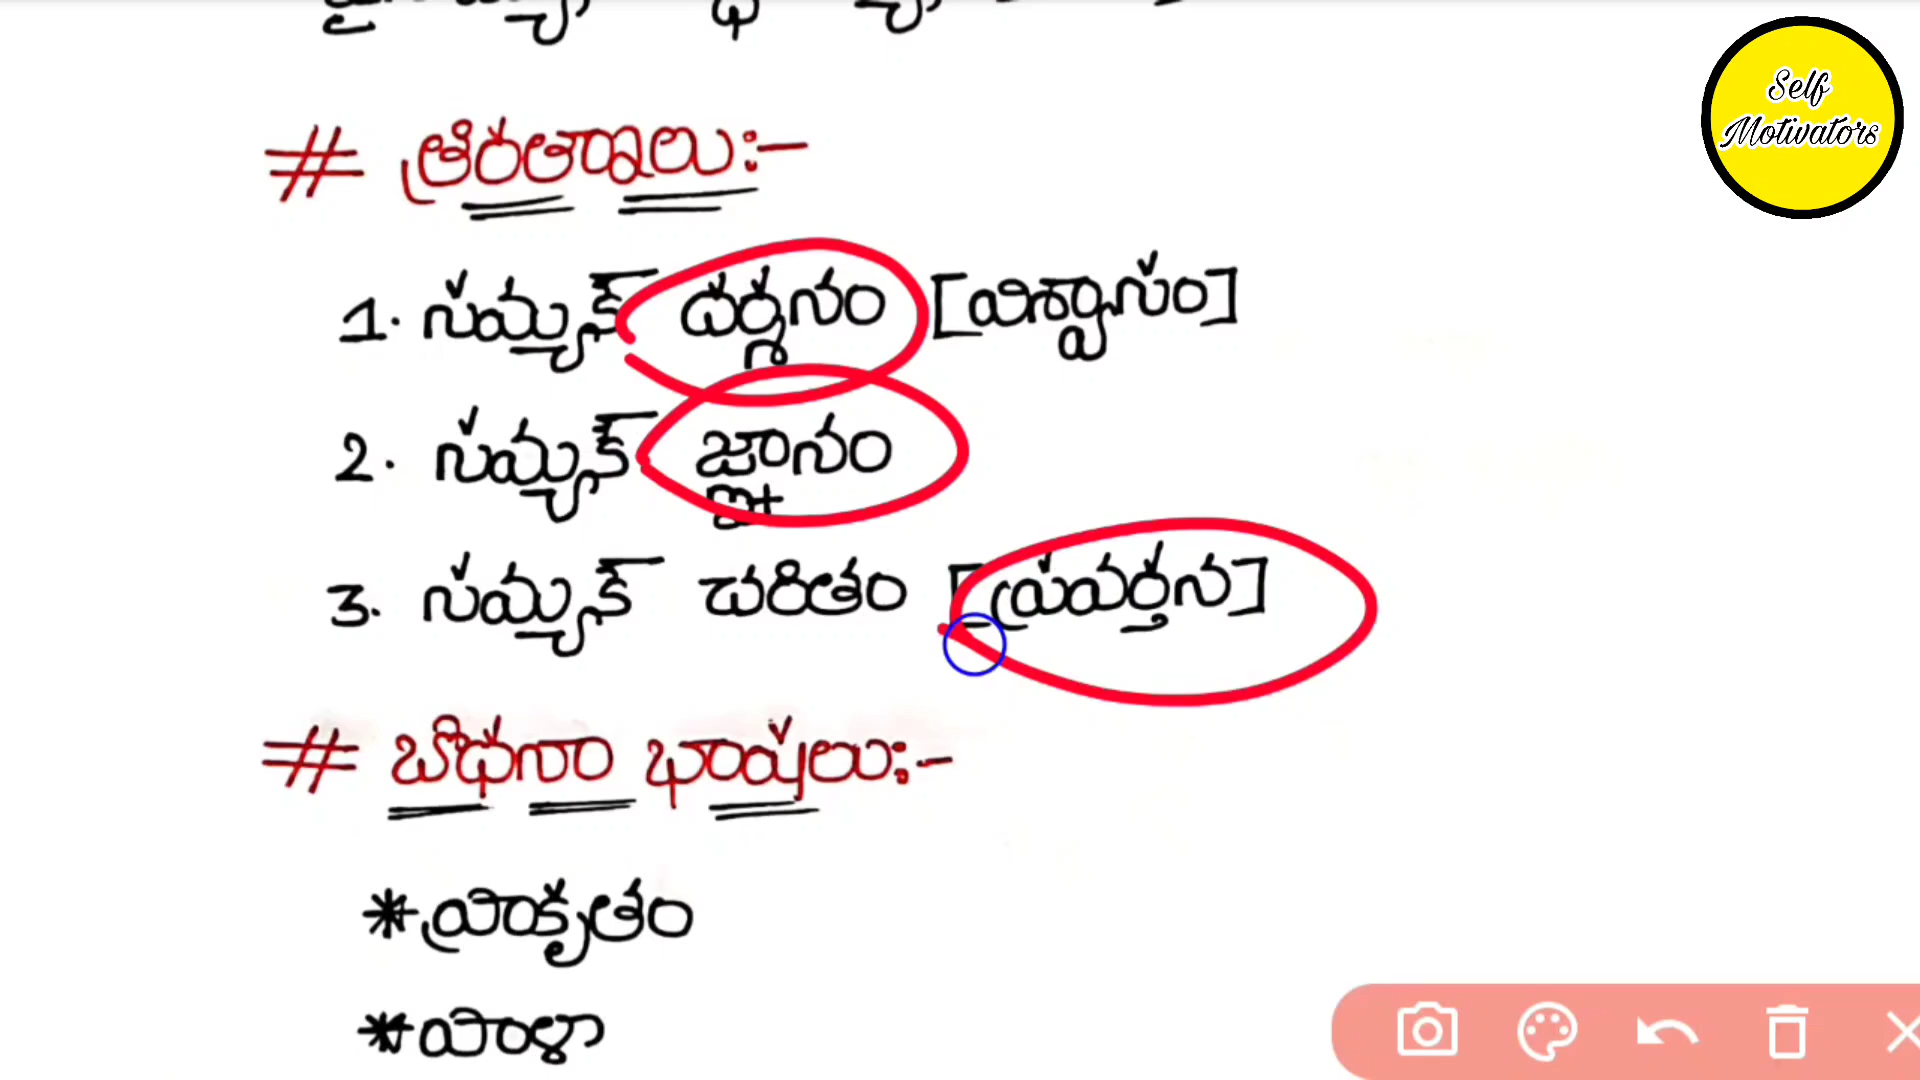 Self
Motivators
# త్రిరత్నాలు:-
1. సమ్యక్ దర్శనం [విశ్వాసం]
2. సమ్యక్ జ్ఞానం
3. సమ్యక్ చరితం [ప్రవర్తన]
# బోధనా భాషలు:-
* ప్రాకృతం
* పాళా